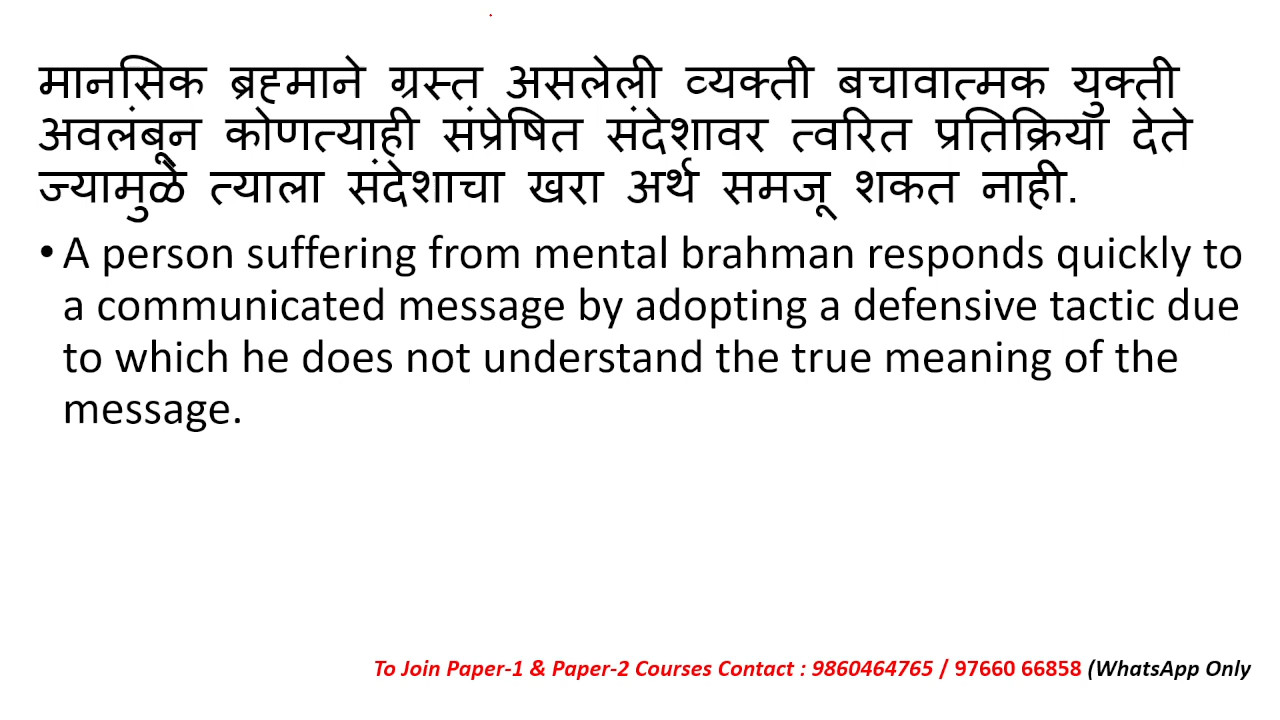 मानसिक ब्रह्माने ग्रस्त असलेली व्यक्ती बचावात्मक युक्ती
अवलंबून कोणत्याही संप्रेषित संदेशावर त्वरित प्रतिक्रिया देते
ज्यामुळे त्याला संदेशाचा खरा अर्थ समजू शकत नाही.
• A person suffering from mental brahman responds quickly to
a communicated message by adopting a defensive tactic due
to which he does not understand the true meaning of the
message.
To Join Paper-1 & Paper-2 Courses Contact : 9860464765 / 97660 66858 (WhatsApp Only